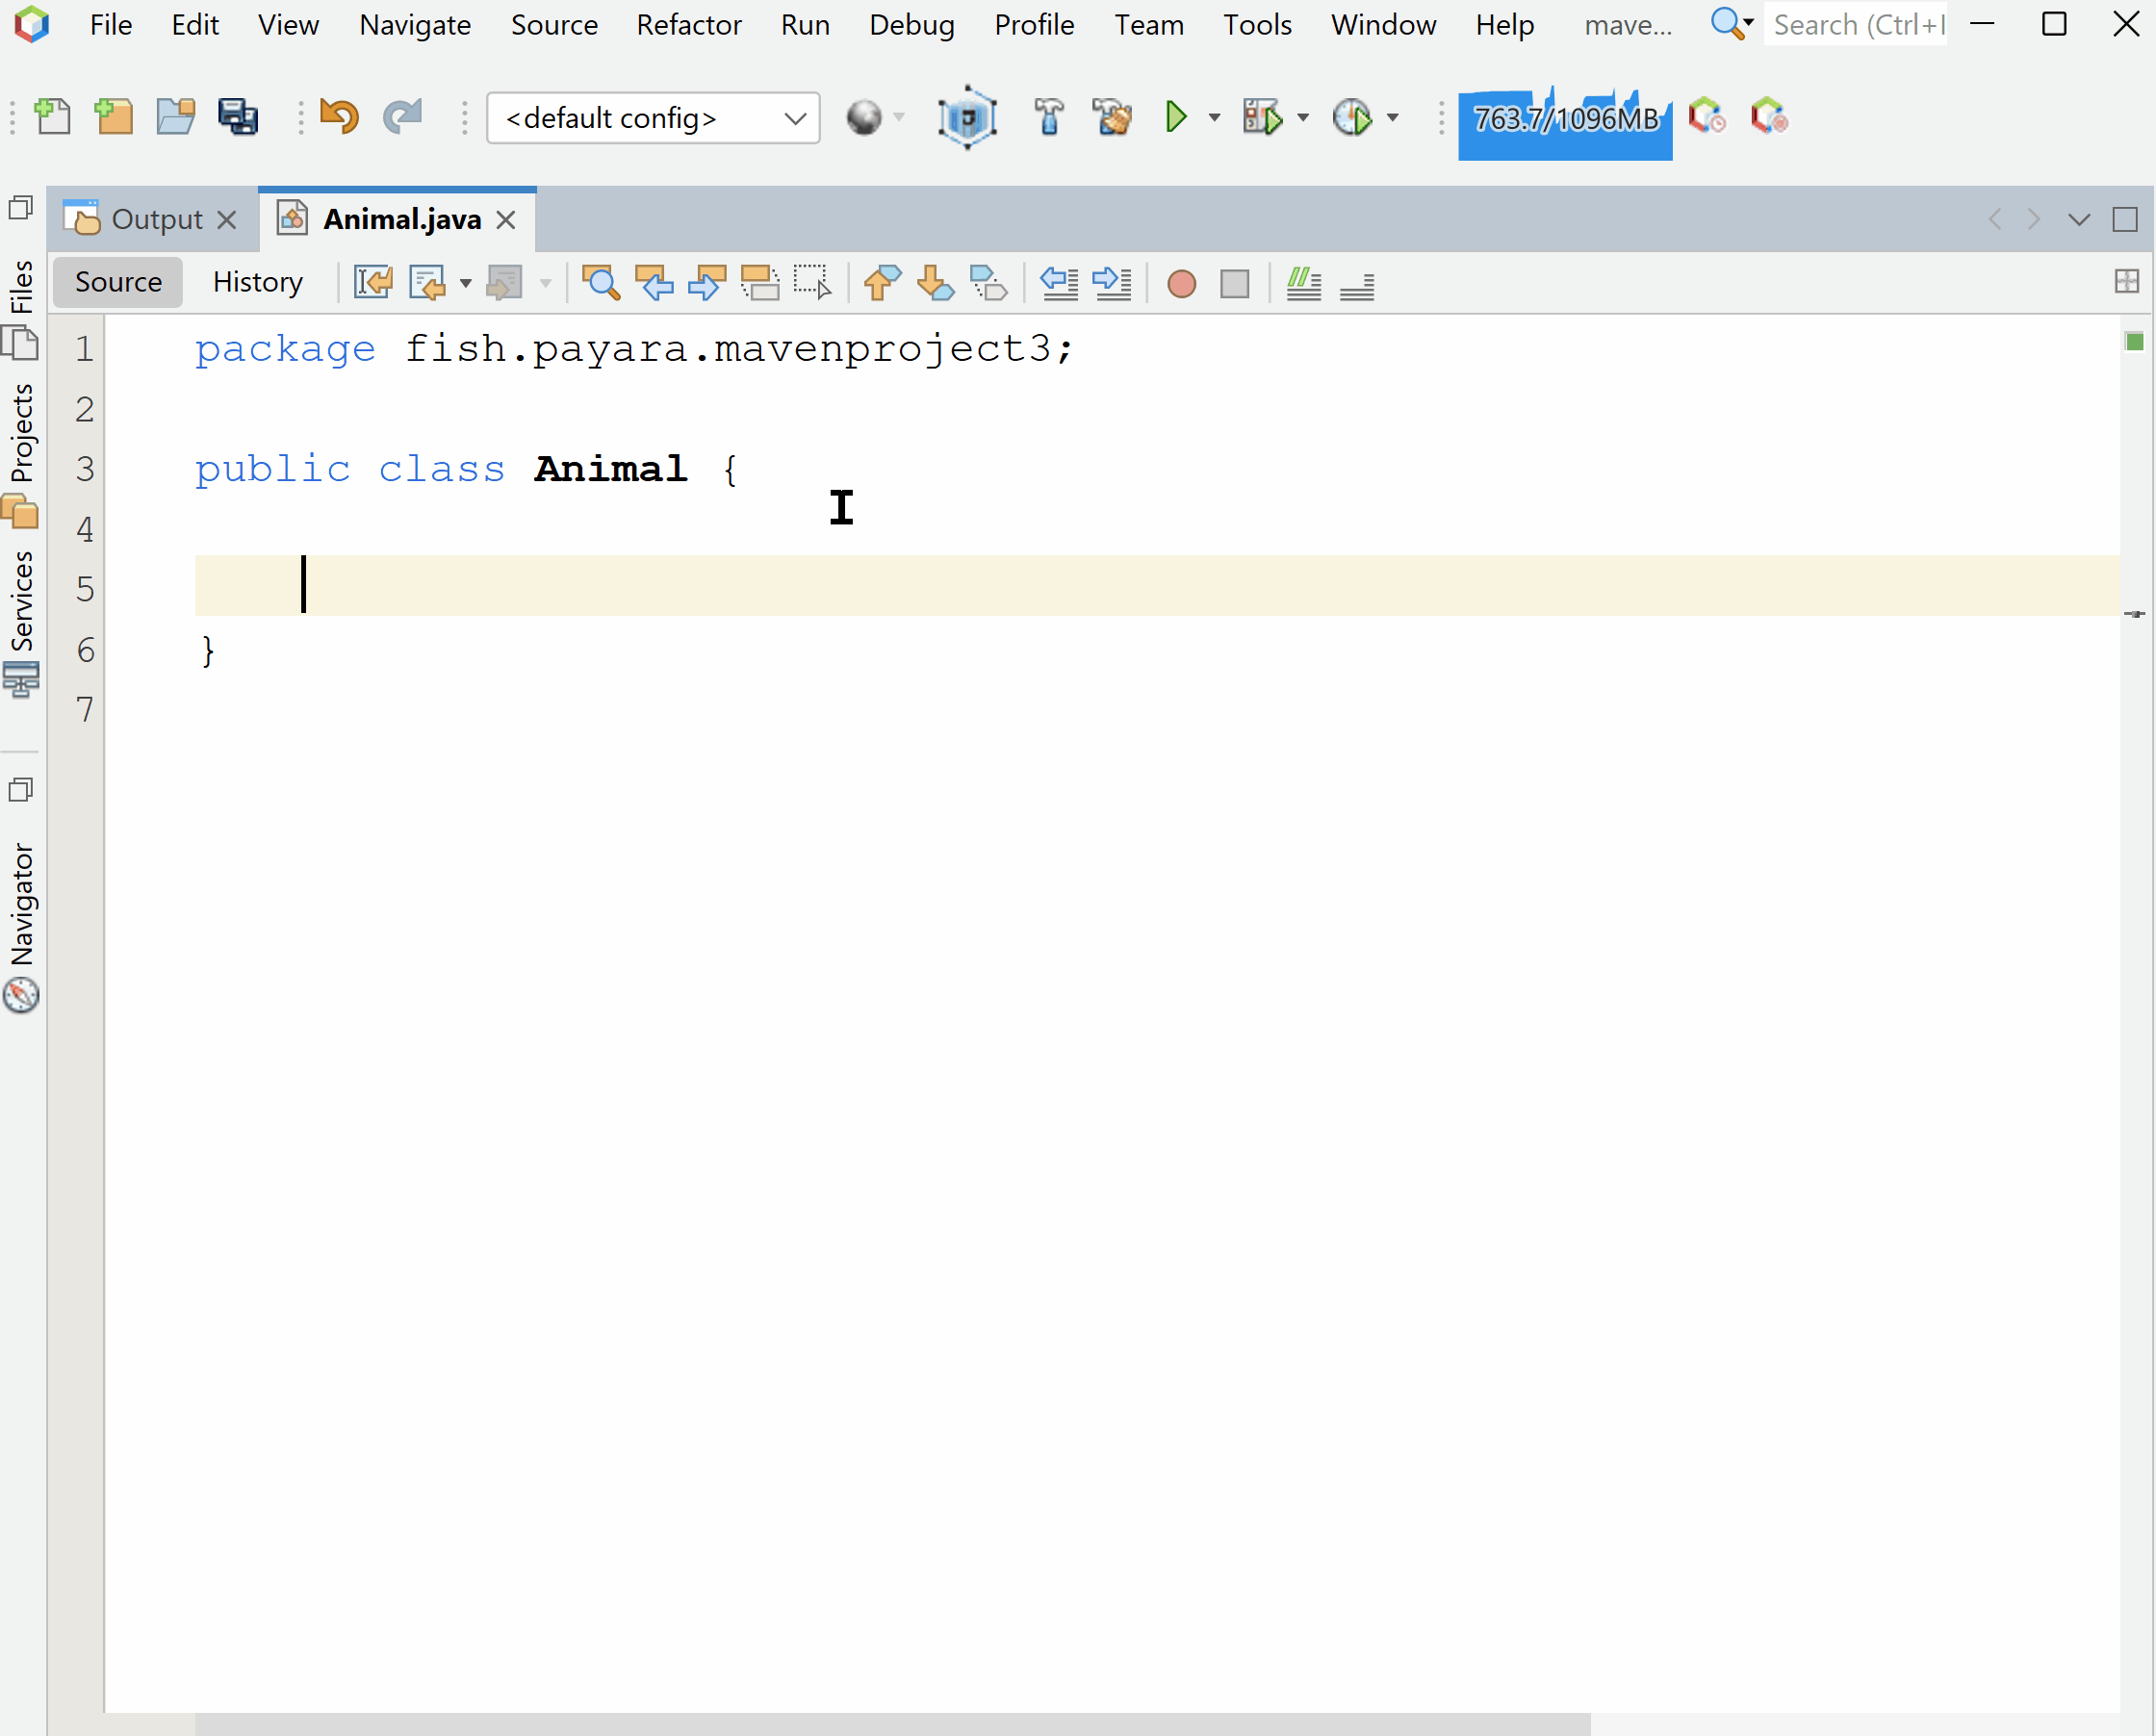 File Edit View Navigate Source Refactor Run Debug Profile Team Tools Window Help mave... Search (Ctrl+I
<default config> 763.7/1096MB
Output Animal.java
Source History
Files
Projects
Services
Navigator
1 package fish.payara.mavenproject3;
2
3 public class Animal {
4
5
6 }
7